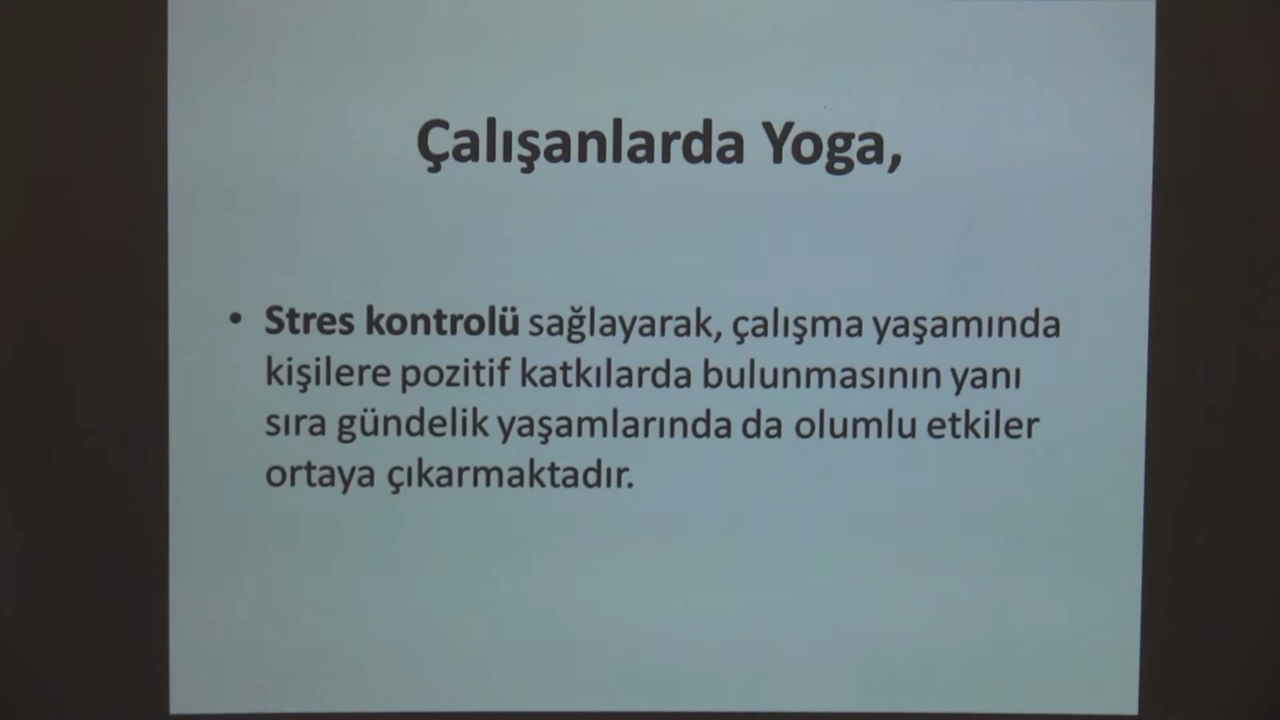 Çalışanlarda Yoga,
• Stres kontrolü sağlayarak, çalışma yaşamında
kişilere pozitif katkılarda bulunmasının yanı
sıra gündelik yaşamlarında da olumlu etkiler
ortaya çıkarmaktadır.